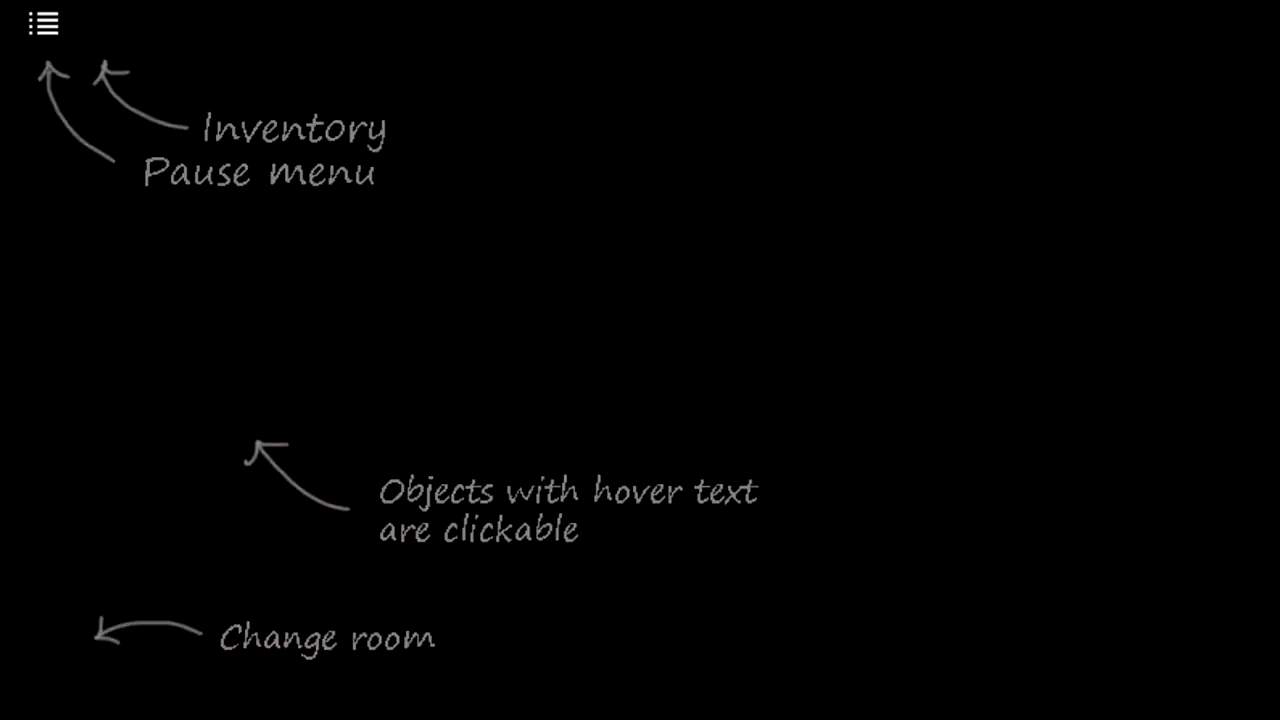 Inventory
Pause menu
Objects with hover text
are clickable
Change room